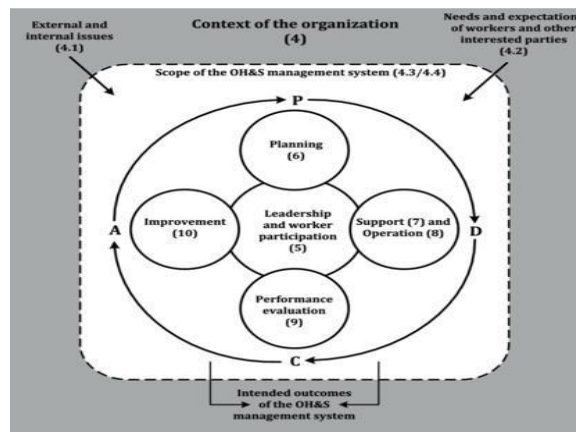 External and
internal issues
(4.1)
Context of the organization
(4)
Needs and expectation
of workers and other
interested parties
(4.2)
Scope of the OH&S management system (4.3/4.4)
P
Planning
(6)
A
Improvement
(10)
Leadership
and worker
participation
(5)
Support (7) and
Operation (8)
D
Performance
evaluation
(9)
C
Intended outcomes
of the OH&S
management system